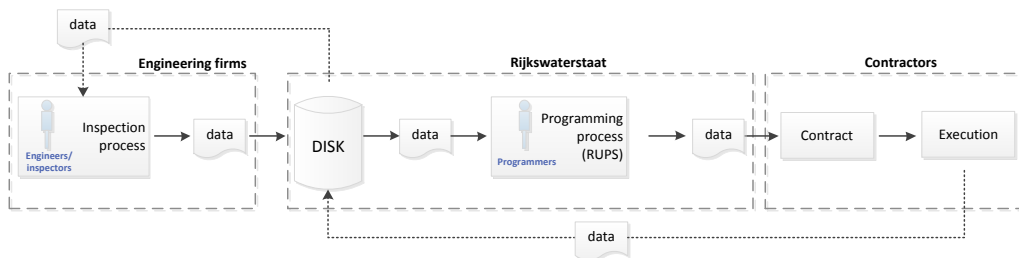 data
Engineering firms
Rijkswaterstaat
Contractors
Inspection
process
Engineers/
inspectors
data
DISK
data
Programming
process
(RUPS)
Programmers
data
Contract
Execution
data